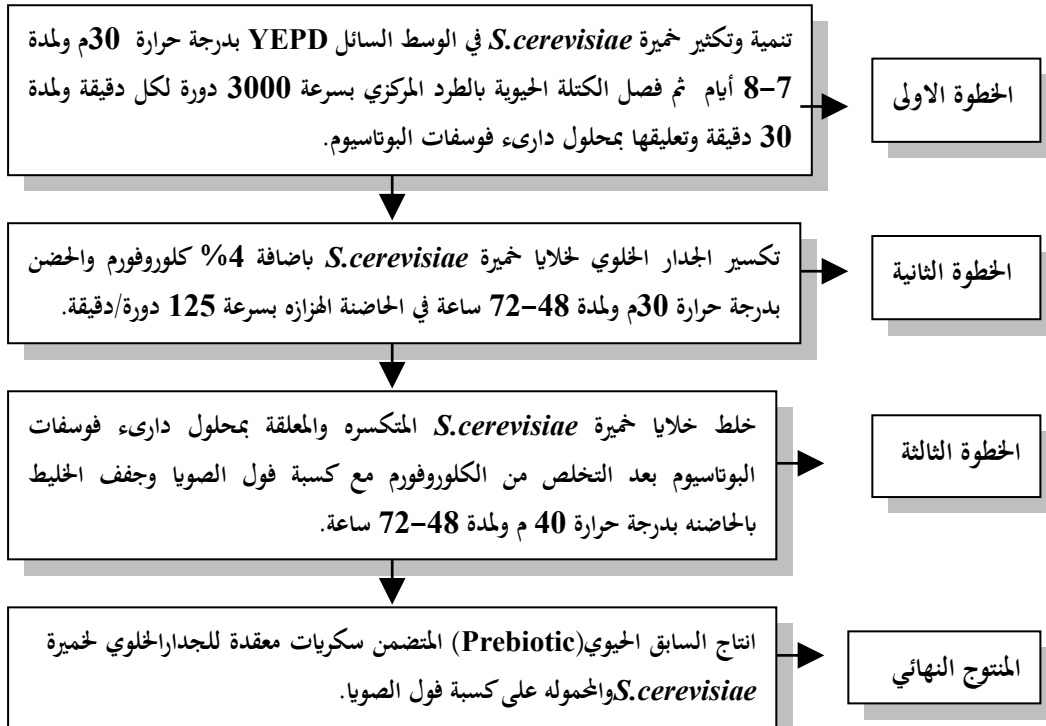 تنمية وتكثير خميرة S.cerevisiae في الوسط السائل YEPD بدرجة حرارة 30م ولمدة
7–8 أيام ثم فصل الكتلة الحيوية بالطرد المركزي بسرعة 3000 دورة لكل دقيقة ولمدة
30 دقيقة وتعليقها بمحلول دارىء فوسفات البوتاسيوم.
الخطوة الاولى
تكسير الجدار الخلوي لخلايا خميرة S.cerevisiae باضافة 4% كلوروفورم والحضن
بدرجة حرارة 30م ولمدة 48–72 ساعة في الحاضنة الهزازه بسرعة 125 دورة/دقيقة.
الخطوة الثانية
خلط خلايا خميرة S.cerevisiae المتكسره والمعلقة بمحلول دارىء فوسفات
البوتاسيوم بعد التخلص من الكلوروفورم مع كسبة فول الصويا وجفف الخليط
بالحاضنه بدرجة حرارة 40 م ولمدة 48–72 ساعة.
الخطوة الثالثة
انتاج السابق الحيوي(Prebiotic) المتضمن سكريات معقدة للجدارالخلوي لخميرة
S.cerevisiaeوالمحموله على كسبة فول الصويا.
المنتوج النهائي